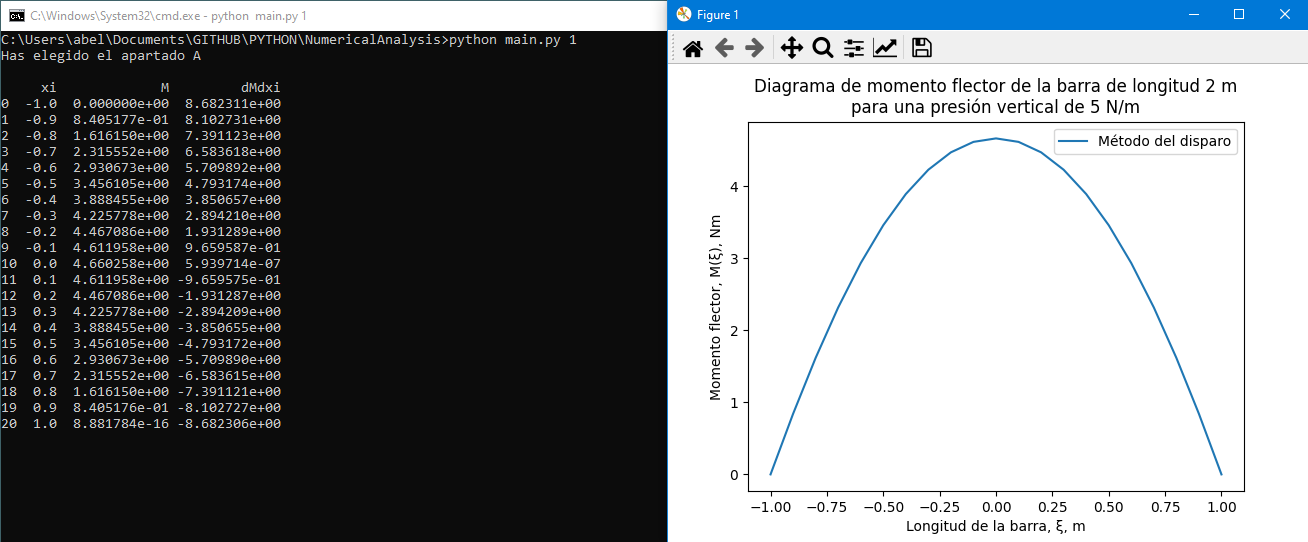 C:\Windows\System32\cmd.exe - python  main.py 1
C:\Users\abel\Documents\GITHUB\PYTHON\NumericalAnalysis>python main.py 1
Has elegido el apartado A
xi             M         dMdxi
0  -1.0  0.000000e+00  8.682311e+00
1  -0.9  8.405177e-01  8.102731e+00
2  -0.8  1.616150e+00  7.391123e+00
3  -0.7  2.315552e+00  6.583618e+00
4  -0.6  2.930673e+00  5.709892e+00
5  -0.5  3.456105e+00  4.793174e+00
6  -0.4  3.888455e+00  3.850657e+00
7  -0.3  4.225778e+00  2.894210e+00
8  -0.2  4.467086e+00  1.931289e+00
9  -0.1  4.611958e+00  9.659587e-01
10  0.0  4.660258e+00  5.939714e-07
11  0.1  4.611958e+00 -9.659575e-01
12  0.2  4.467086e+00 -1.931287e+00
13  0.3  4.225778e+00 -2.894209e+00
14  0.4  3.888455e+00 -3.850655e+00
15  0.5  3.456105e+00 -4.793172e+00
16  0.6  2.930673e+00 -5.709890e+00
17  0.7  2.315552e+00 -6.583615e+00
18  0.8  1.616150e+00 -7.391121e+00
19  0.9  8.405176e-01 -8.102727e+00
20  1.0  8.881784e-16 -8.682306e+00
Figure 1
Diagrama de momento flector de la barra de longitud 2 m
para una presión vertical de 5 N/m
Método del disparo
Momento flector, M(ξ), Nm
4
3
2
1
0
−1.00 −0.75 −0.50 −0.25 0.00 0.25 0.50 0.75 1.00
Longitud de la barra, ξ, m